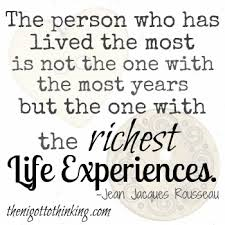 The person who has
lived the most
is not the one with
the most years
but the one with
the richest
Life Experiences.
-Jean Jacques Rousseau
thenigottothinking.com